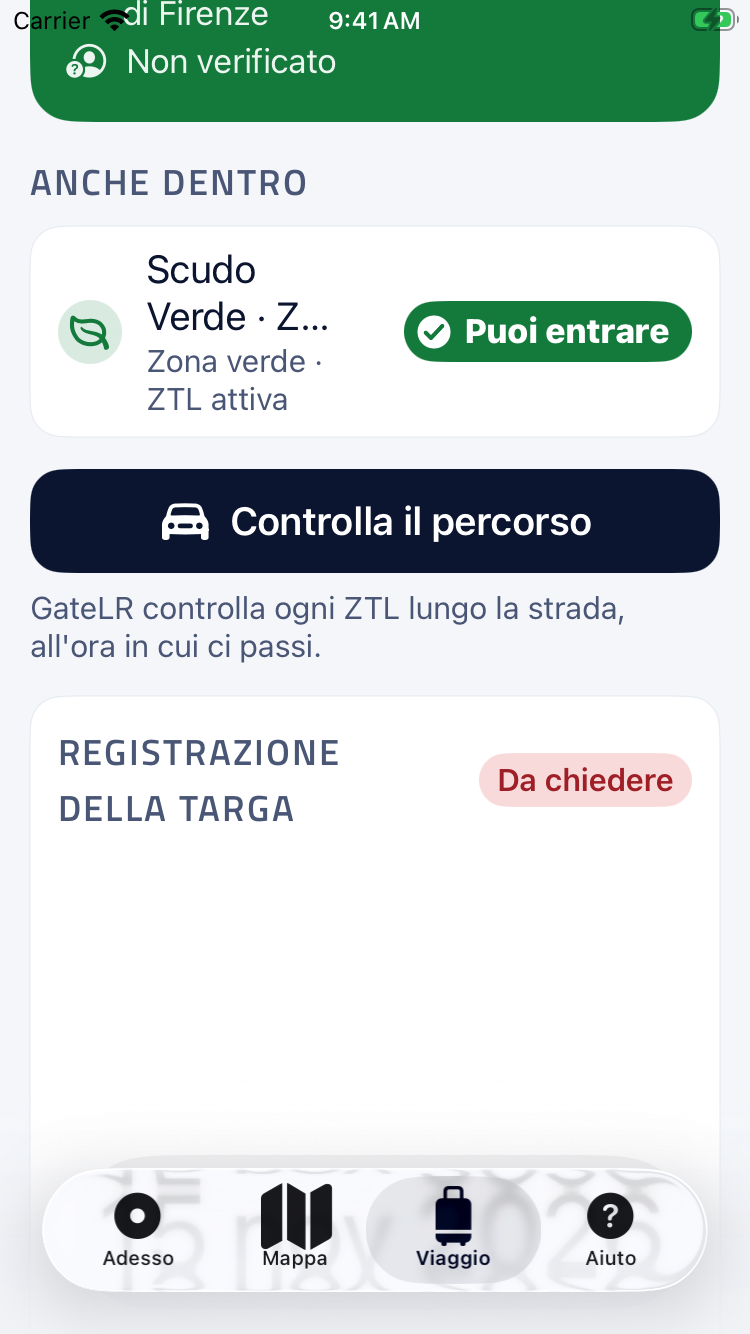 Carrier
9:41 AM
di Firenze
Non verificato
ANCHE DENTRO
Scudo
Verde · Z...
Zona verde ·
ZTL attiva
Puoi entrare
Controlla il percorso
GateLR controlla ogni ZTL lungo la strada,
all'ora in cui ci passi.
REGISTRAZIONE
DELLA TARGA
Da chiedere
Adesso
Mappa
Viaggio
Aiuto